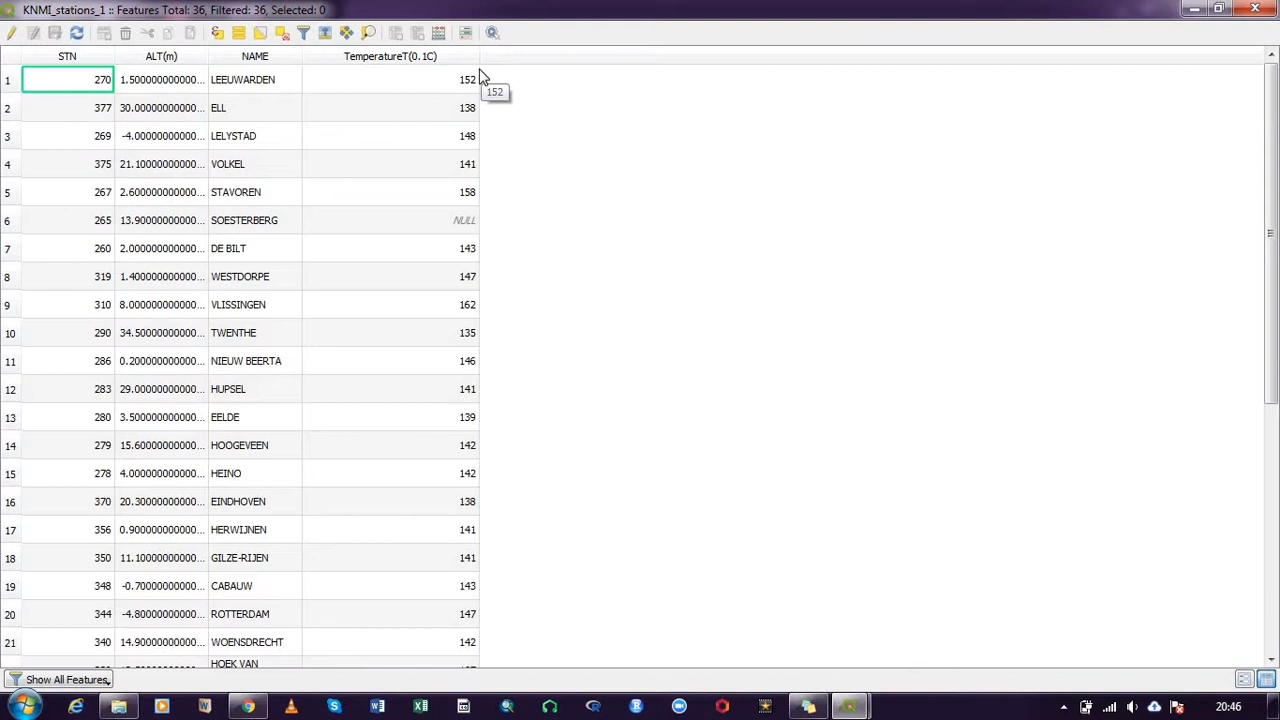 KNMI_stations_1 :: Features Total: 36, Filtered: 36, Selected: 0
STN ALT(m) NAME TemperatureT(0.1C)
1 270 1.500000000000... LEEUWARDEN 152
152
2 377 30.00000000000... ELL 138
3 269 -4.00000000000... LELYSTAD 148
4 375 21.10000000000... VOLKEL 141
5 267 2.600000000000... STAVOREN 158
6 265 13.90000000000... SOESTERBERG NULL
7 260 2.000000000000... DE BILT 143
8 319 1.400000000000... WESTDORPE 147
9 310 8.000000000000... VLISSINGEN 162
10 290 34.50000000000... TWENTHE 135
11 286 0.200000000000... NIEUW BEERTA 146
12 283 29.00000000000... HUPSEL 141
13 280 3.500000000000... EELDE 139
14 279 15.60000000000... HOOGEVEEN 142
15 278 4.000000000000... HEINO 142
16 370 20.30000000000... EINDHOVEN 138
17 356 0.900000000000... HERWIJNEN 141
18 350 11.10000000000... GILZE-RIJEN 141
19 348 -0.70000000000... CABAUW 143
20 344 -4.80000000000... ROTTERDAM 147
21 340 14.90000000000... WOENSDRECHT 142
HOEK VAN
Show All Features
20:46